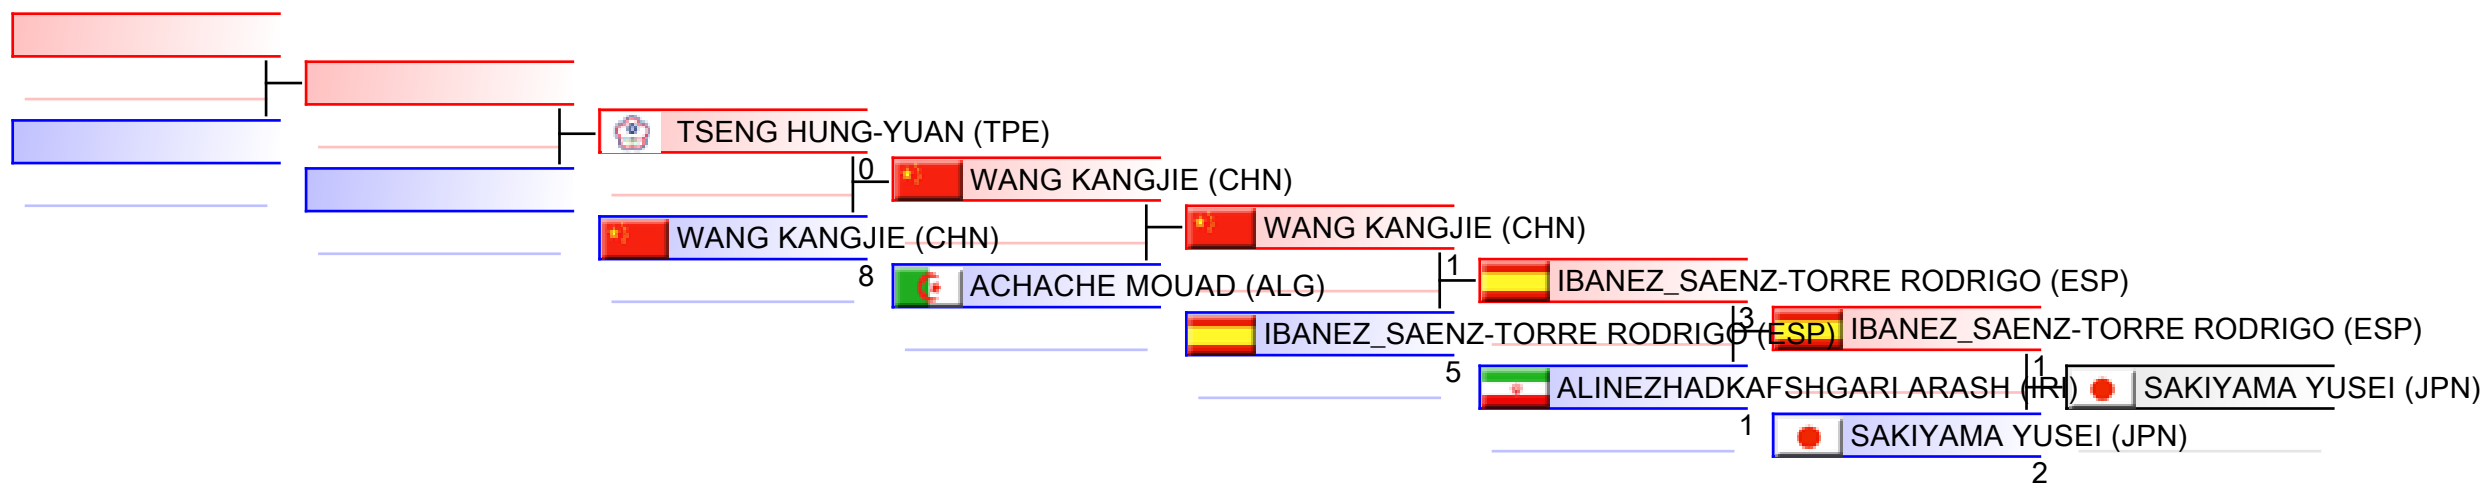 TSENG HUNG-YUAN (TPE)
0
WANG KANGJIE (CHN)
WANG KANGJIE (CHN)
8
ACHACHE MOUAD (ALG)
WANG KANGJIE (CHN)
1
IBANEZ_SAENZ-TORRE RODRIGO (ESP)
5
IBANEZ_SAENZ-TORRE RODRIGO (ESP)
3
ALINEZHADKAFSHGARI ARASH (IRI)
1
IBANEZ_SAENZ-TORRE RODRIGO (ESP)
1
SAKIYAMA YUSEI (JPN)
2
SAKIYAMA YUSEI (JPN)